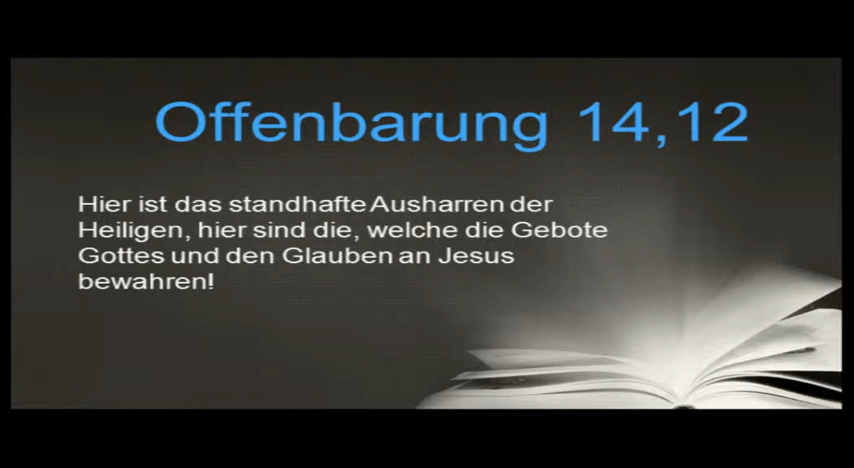 Offenbarung 14,12
Hier ist das standhafte Ausharren der
Heiligen, hier sind die, welche die Gebote
Gottes und den Glauben an Jesus
bewahren!